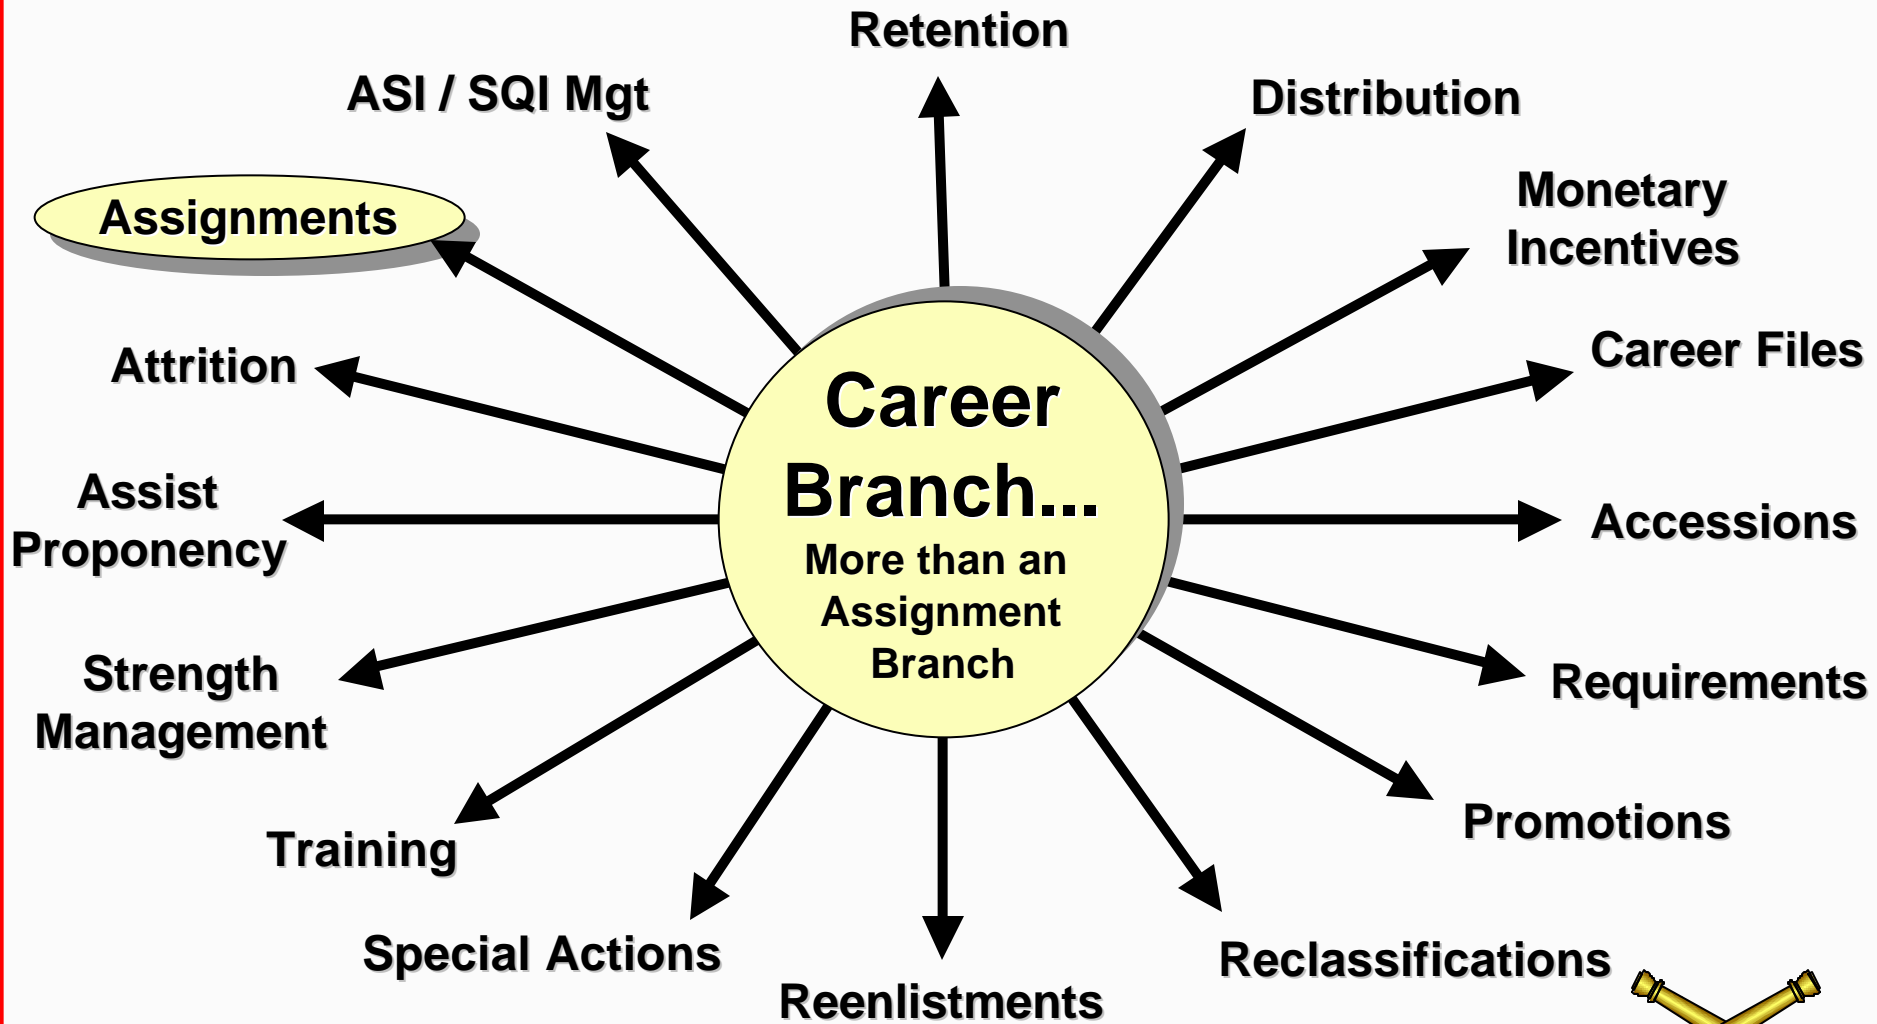 Retention
ASI / SQI Mgt
Distribution
Monetary
Incentives
Assignments
Career Files
Attrition
Career
Branch...
More than an
Assignment
Branch
Assist
Proponency
Accessions
Strength
Management
Requirements
Training
Promotions
Special Actions
Reclassifications
Reenlistments